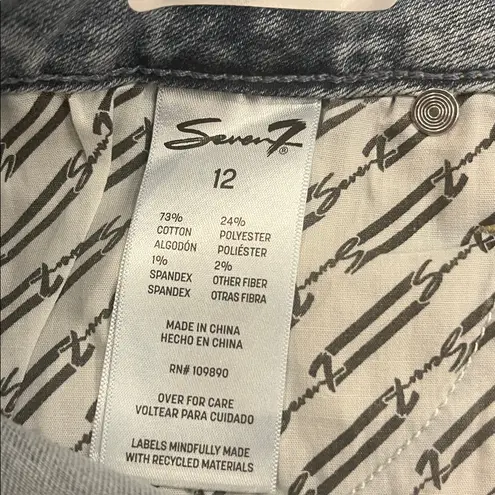 Seven7®
12
73% 24%
COTTON POLYESTER
ALGODÓN POLIÉSTER
1% 2%
SPANDEX OTHER FIBER
SPANDEX OTRAS FIBRA
MADE IN CHINA
HECHO EN CHINA
RN# 109890
OVER FOR CARE
VOLTEAR PARA CUIDADO
LABELS MINDFULLY MADE
WITH RECYCLED MATERIALS